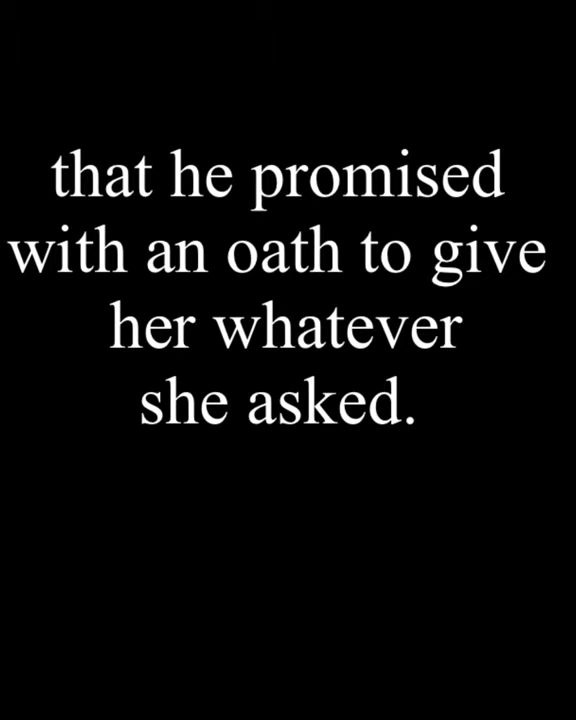 that he promised
with an oath to give
her whatever
she asked.